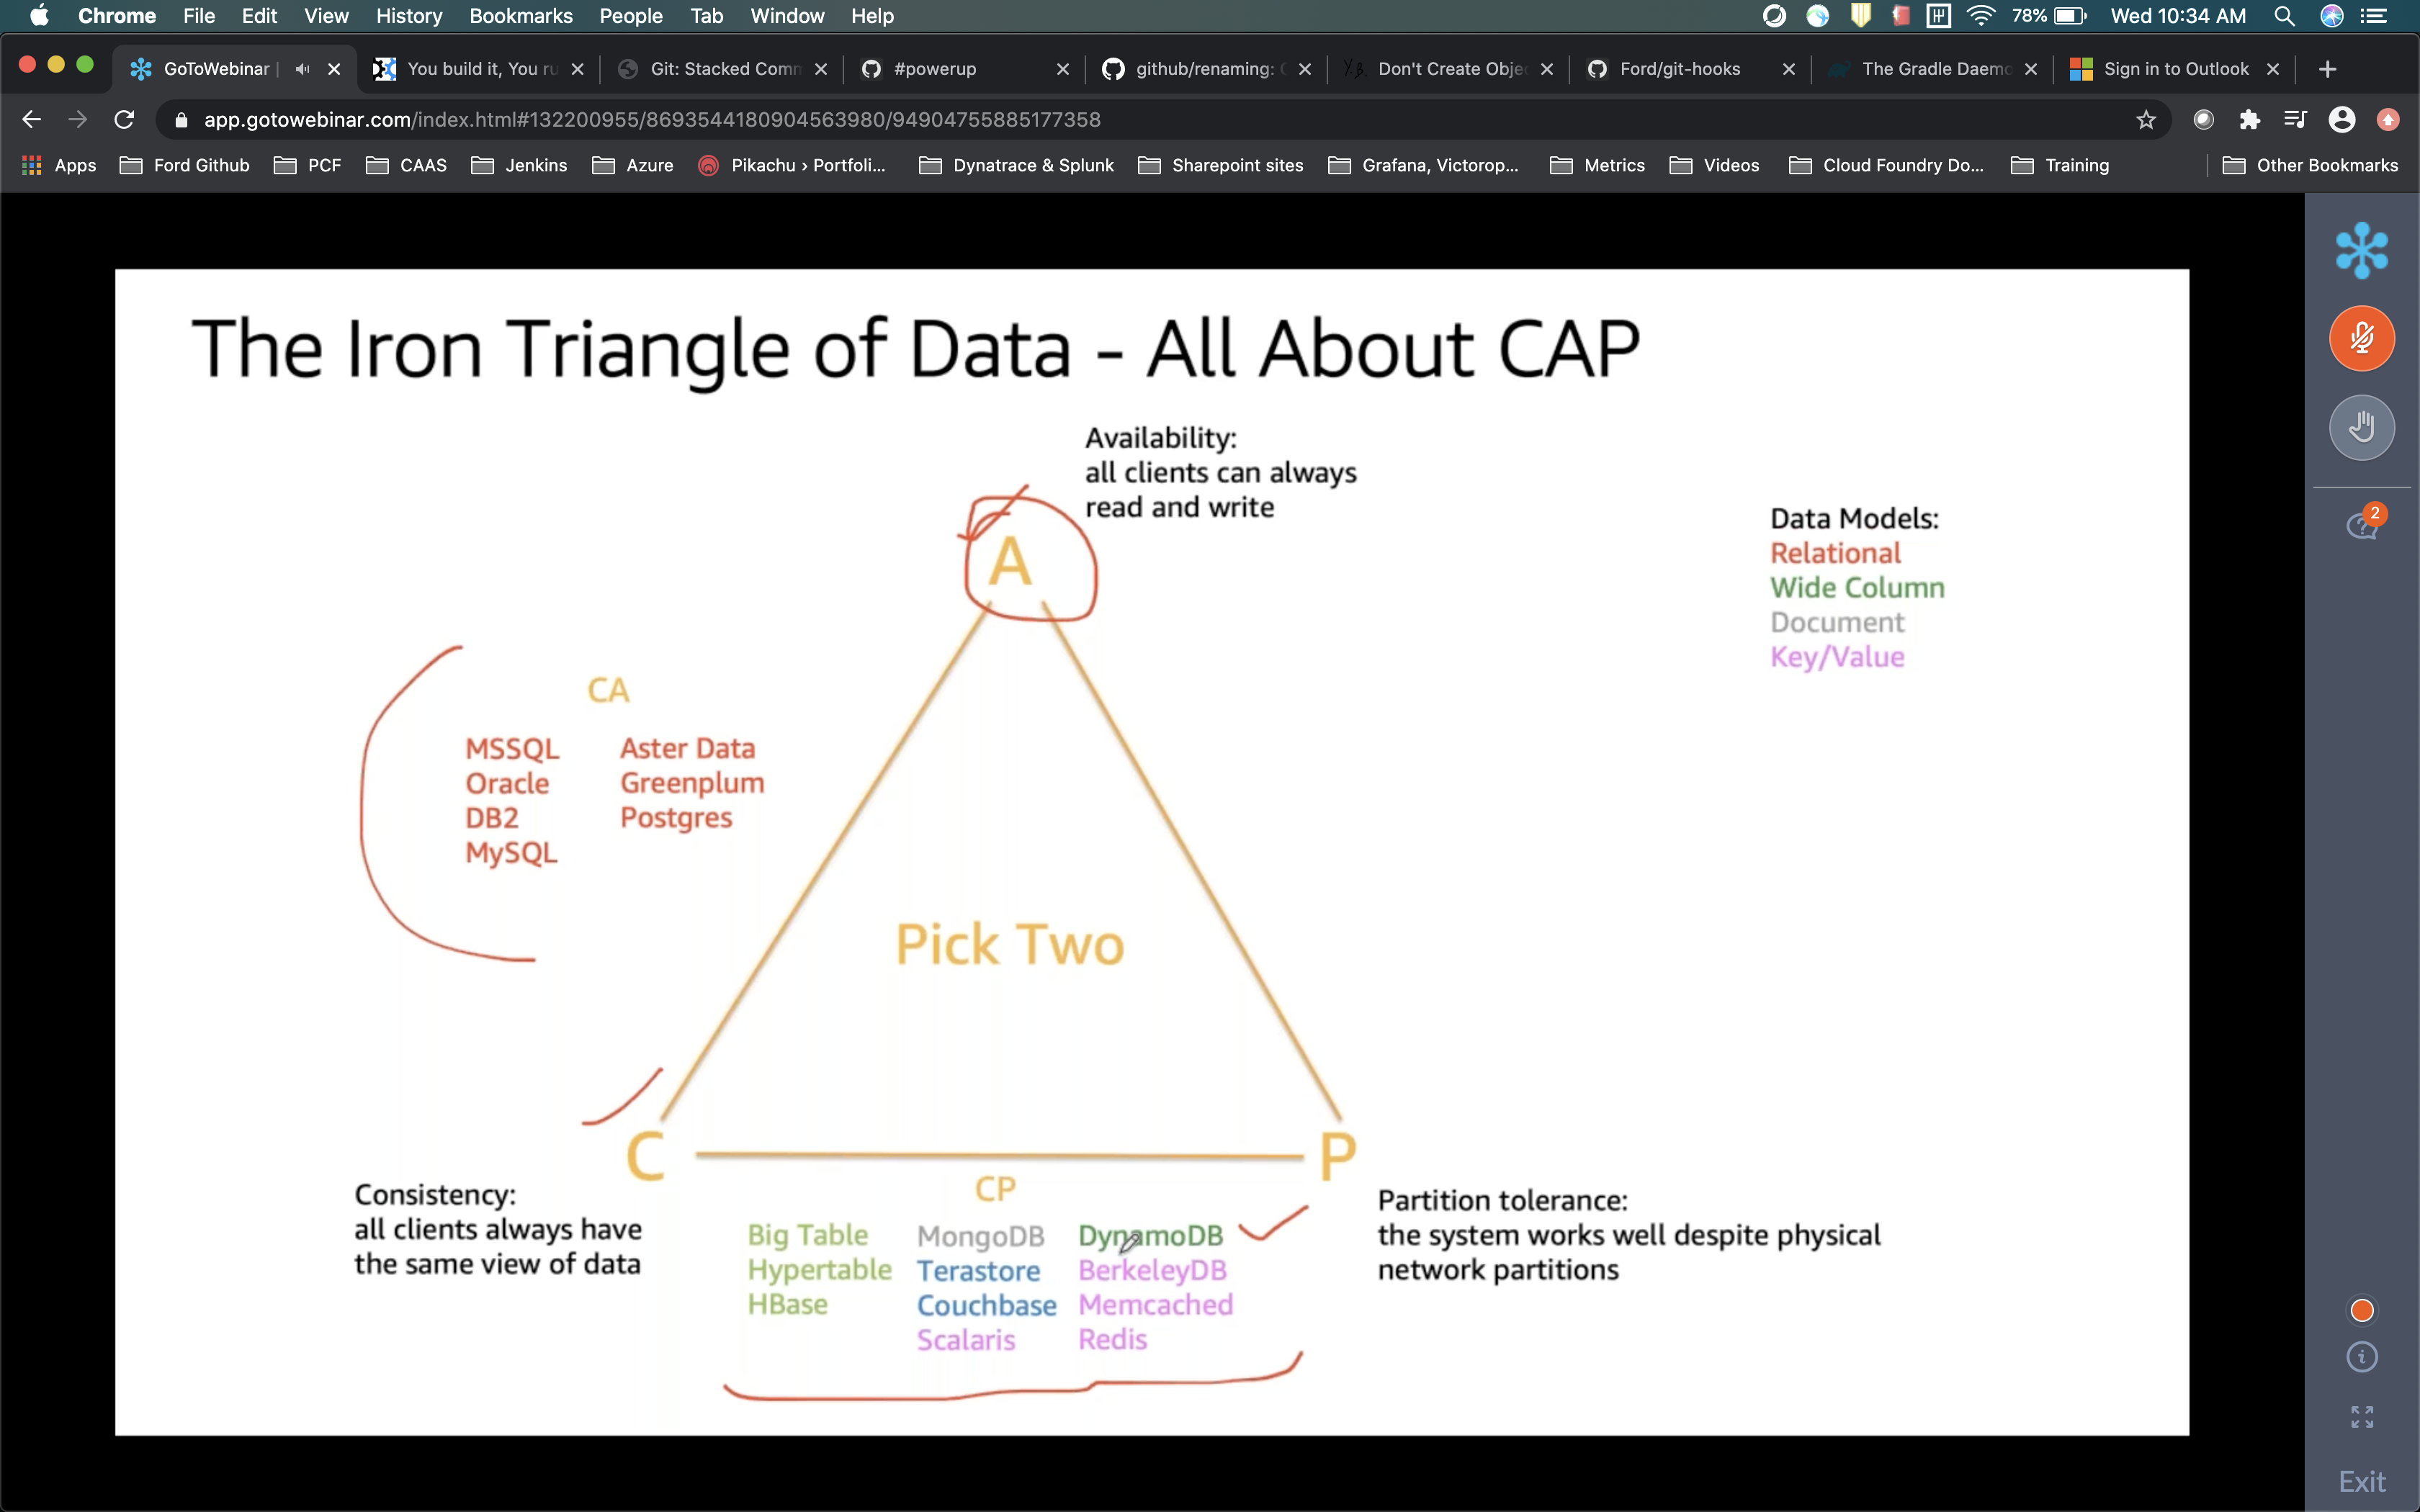 Chrome File Edit View History Bookmarks People Tab Window Help 78% Wed 10:34 AM
GoToWebinar You build it, You ru Git: Stacked Comm #powerup github/renaming: Don't Create Obje Ford/git-hooks The Gradle Daemo Sign in to Outlook
app.gotowebinar.com/index.html#132200955/8693544180904563980/94904755885177358
Apps Ford Github PCF CAAS Jenkins Azure Pikachu › Portfoli... Dynatrace & Splunk Sharepoint sites Grafana, Victorop... Metrics Videos Cloud Foundry Do... Training Other Bookmarks
The Iron Triangle of Data - All About CAP
Availability:
all clients can always
read and write
A
Data Models:
Relational
Wide Column
Document
Key/Value
2
CA
MSSQL Aster Data
Oracle Greenplum
DB2 Postgres
MySQL
Pick Two
C P
CP
Consistency:
all clients always have
the same view of data
Big Table MongoDB DynamoDB
Hypertable Terastore BerkeleyDB
HBase Couchbase Memcached
Scalaris Redis
Partition tolerance:
the system works well despite physical
network partitions
Exit